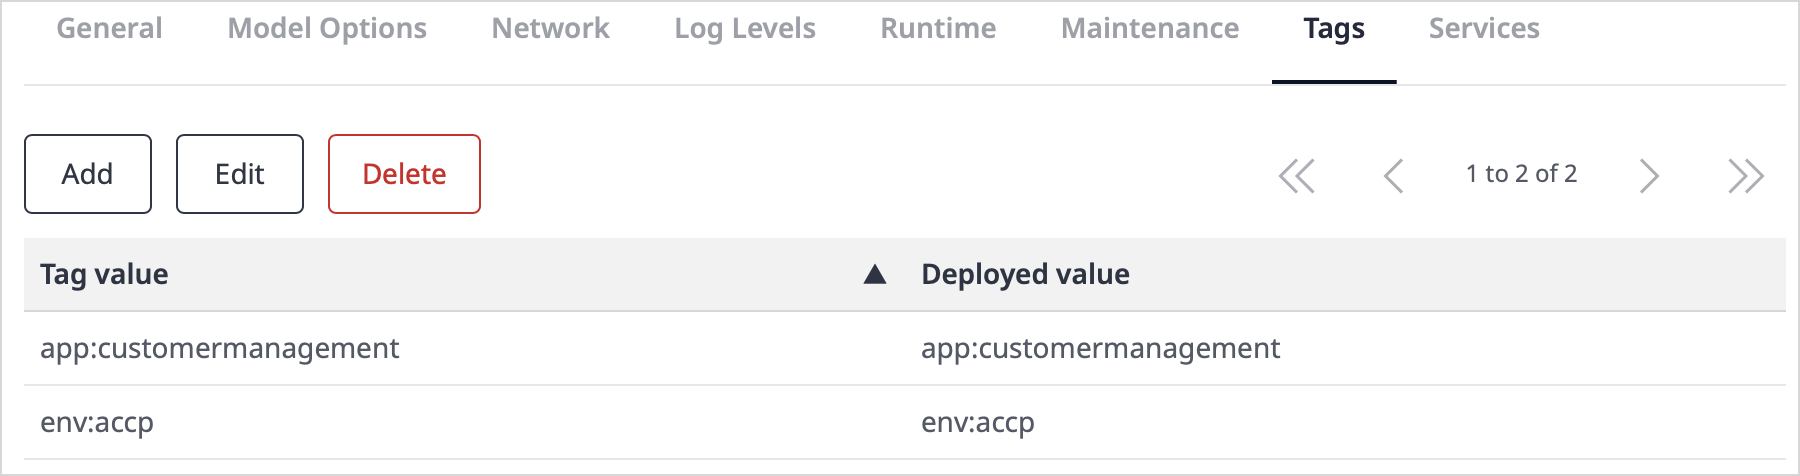 General Model Options Network Log Levels Runtime Maintenance Tags Services
Add Edit Delete 1 to 2 of 2
Tag value Deployed value
app:customermanagement app:customermanagement
env:accp env:accp